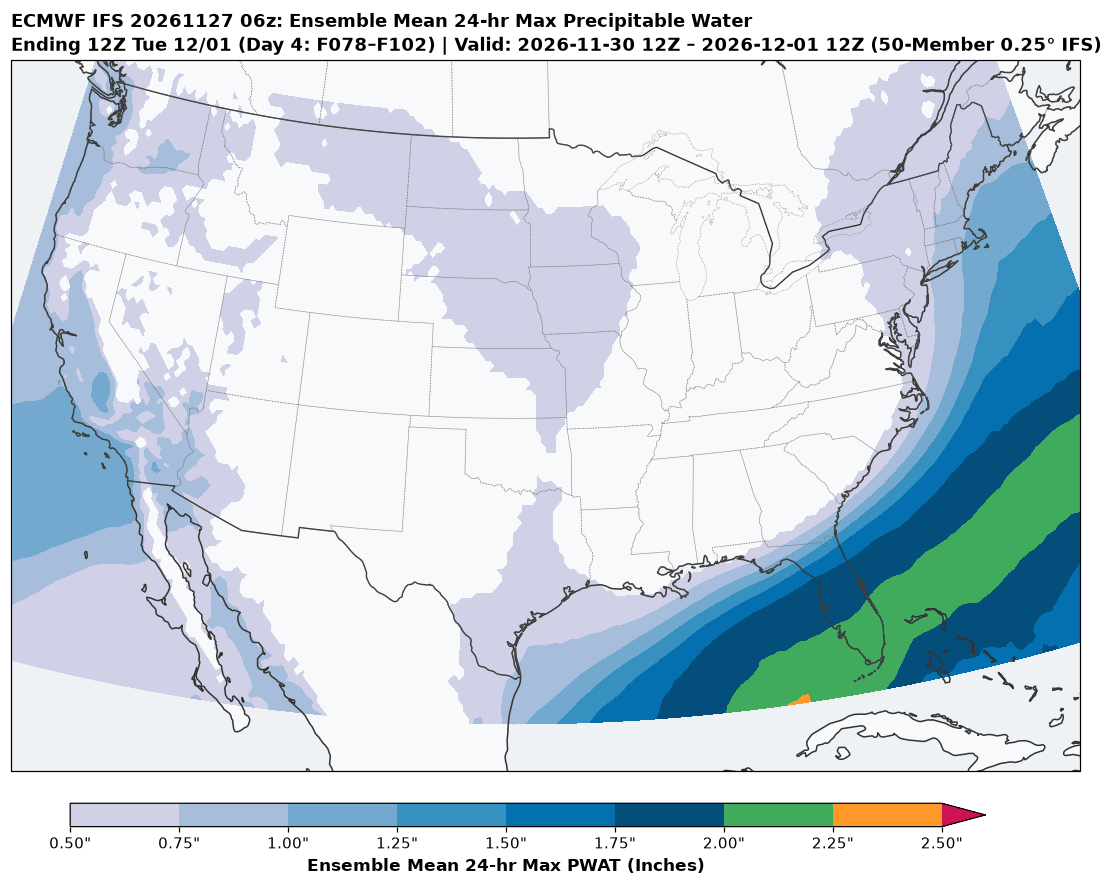 ECMWF IFS 20261127 06z: Ensemble Mean 24-hr Max Precipitable Water
Ending 12Z Tue 12/01 (Day 4: F078–F102) | Valid: 2026-11-30 12Z – 2026-12-01 12Z (50-Member 0.25° IFS)
0.50" 0.75" 1.00" 1.25" 1.50" 1.75" 2.00" 2.25" 2.50"
Ensemble Mean 24-hr Max PWAT (Inches)